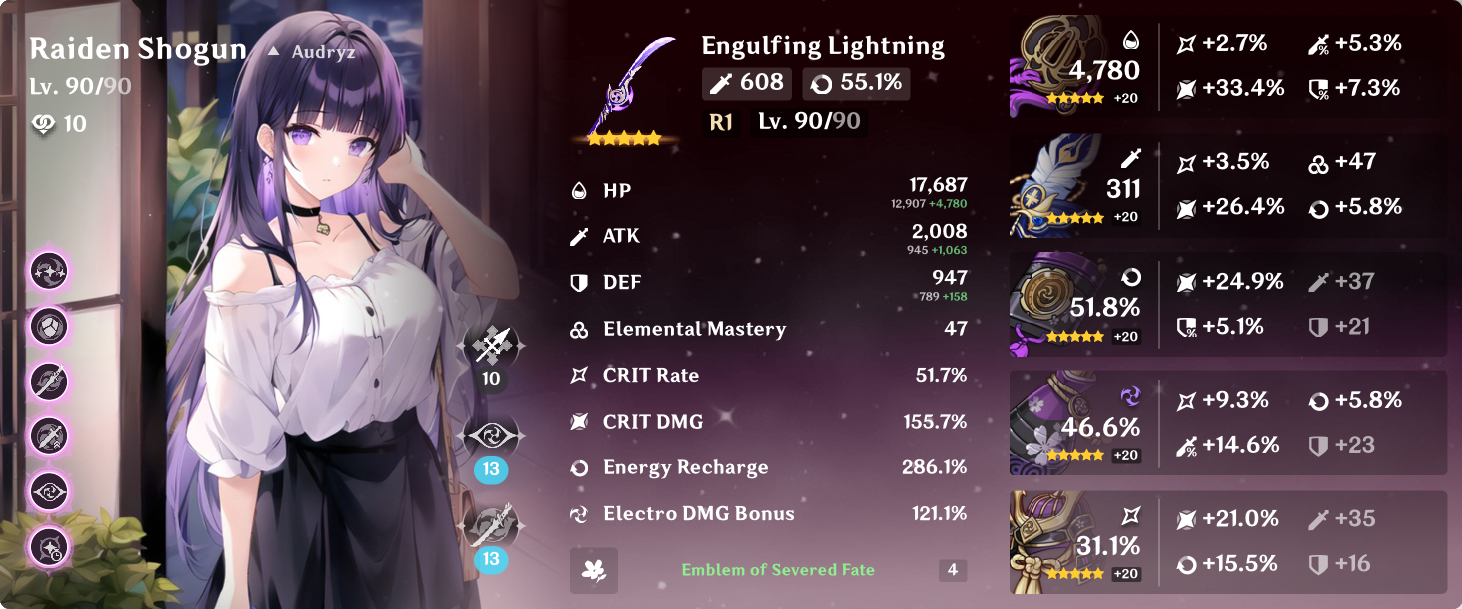 Raiden Shogun Audryz
Lv. 90/90
10
10
13
13
Engulfing Lightning
608 55.1%
R1 Lv. 90/90
HP 17,687
12,907 +4,780
ATK 2,008
945 +1,063
DEF 947
789 +158
Elemental Mastery 47
CRIT Rate 51.7%
CRIT DMG 155.7%
Energy Recharge 286.1%
Electro DMG Bonus 121.1%
Emblem of Severed Fate 4
4,780
+20
+2.7% +5.3%
+33.4% +7.3%
311
+20
+3.5% +47
+26.4% +5.8%
51.8%
+20
+24.9% +37
+5.1% +21
46.6%
+20
+9.3% +5.8%
+14.6% +23
31.1%
+20
+21.0% +35
+15.5% +16